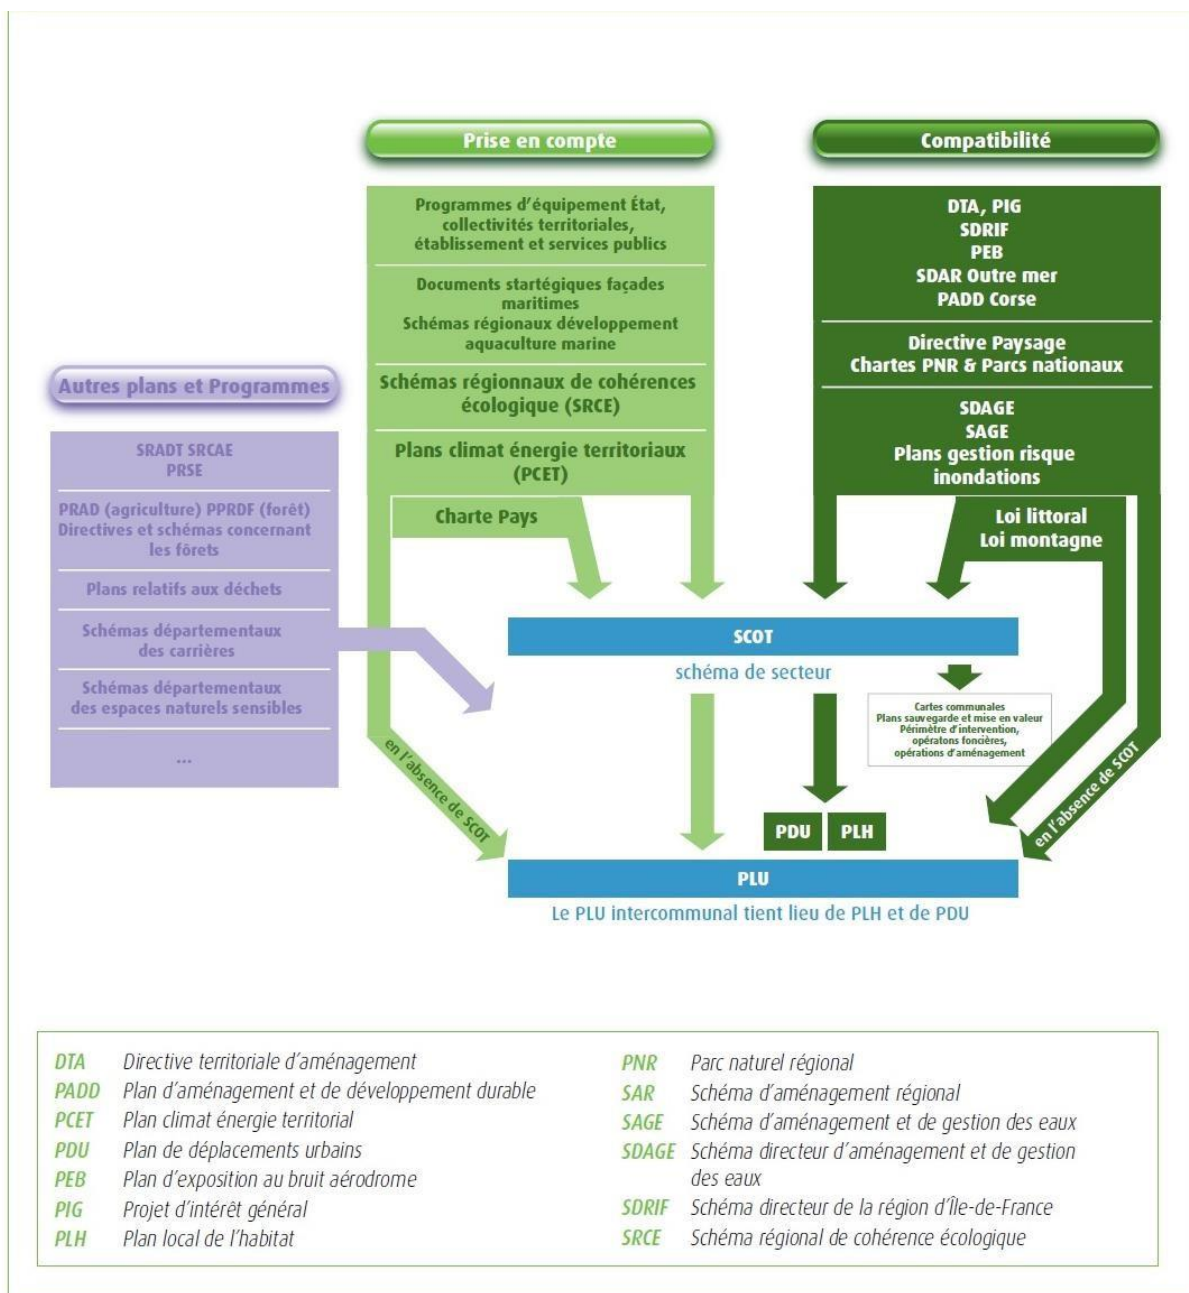 Prise en compte
Programmes d'équipement État,
collectivités territoriales,
établissement et services publics
Documents startégiques façades
maritimes
Schémas régionaux développement
aquaculture marine
Schémas régionnaux de cohérences
écologique (SRCE)
Plans climat énergie territoriaux
(PCET)
Charte Pays
Compatibilité
DTA, PIG
SDRIF
PEB
SDAR Outre mer
PADD Corse
Directive Paysage
Chartes PNR & Parcs nationaux
SDAGE
SAGE
Plans gestion risque
inondations
Loi littoral
Loi montagne
Autres plans et Programmes
SRADT SRCAE
PRSE
PRAD (agriculture) PPRDF (forêt)
Directives et schémas concernant
les fôrets
Plans relatifs aux déchets
Schémas départementaux
des carrières
Schémas départementaux
des espaces naturels sensibles
...
SCOT
schéma de secteur
Cartes communales
Plans sauvegarde et mise en valeur
Périmètre d'intervention,
opératons foncières,
opérations d'aménagement
en l'absence de SCOT
en l'absence de SCOT
PDU
PLH
PLU
Le PLU intercommunal tient lieu de PLH et de PDU
DTA Directive territoriale d'aménagement
PADD Plan d'aménagement et de développement durable
PCET Plan climat énergie territorial
PDU Plan de déplacements urbains
PEB Plan d'exposition au bruit aérodrome
PIG Projet d'intérêt général
PLH Plan local de l'habitat
PNR Parc naturel régional
SAR Schéma d'aménagement régional
SAGE Schéma d'aménagement et de gestion des eaux
SDAGE Schéma directeur d'aménagement et de gestion
des eaux
SDRIF Schéma directeur de la région d'Île-de-France
SRCE Schéma régional de cohérence écologique